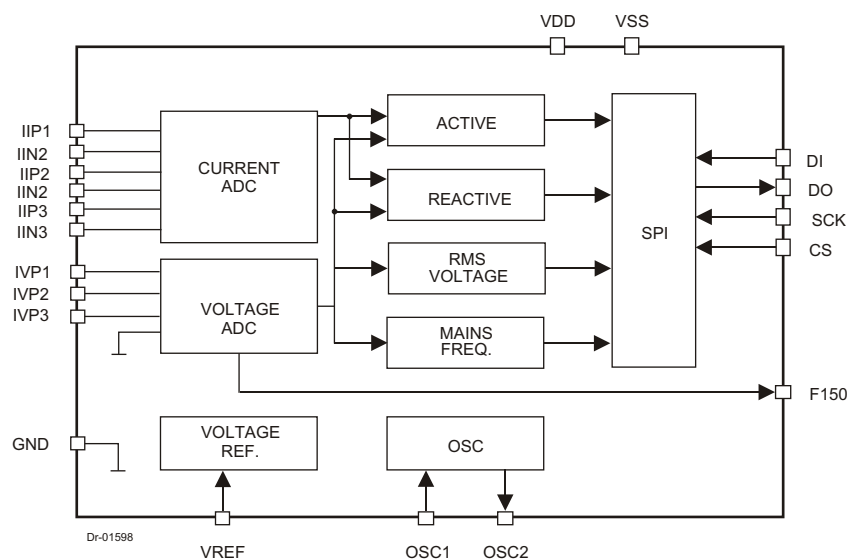 VDD
VSS
IIP1
IIN2
IIP2
IIN2
IIP3
IIN3
IVP1
IVP2
IVP3
GND
CURRENT
ADC
VOLTAGE
ADC
VOLTAGE
REF.
ACTIVE
REACTIVE
RMS
VOLTAGE
MAINS
FREQ.
OSC
SPI
DI
DO
SCK
CS
F150
Dr-01598
VREF
OSC1
OSC2